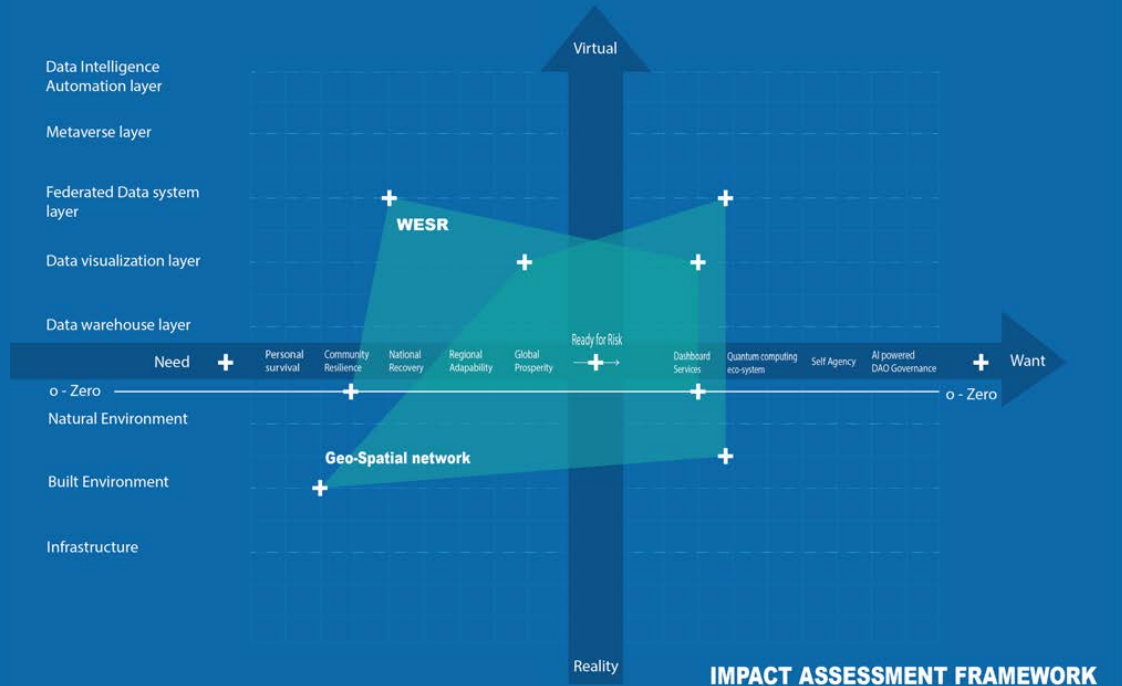 Virtual
Data Intelligence
Automation layer
Metaverse layer
Federated Data system
layer
WESR
Data visualization layer
Data warehouse layer
Ready for Risk
Need
Personal
survival
Community
Resilience
National
Recovery
Regional
Adapability
Global
Prosperity
Dashboard
Services
Quantum computing
eco-system
Self Agency
AI powered
DAO Governance
Want
o - Zero
o - Zero
Natural Environment
Geo-Spatial network
Built Environment
Infrastructure
Reality
IMPACT ASSESSMENT FRAMEWORK